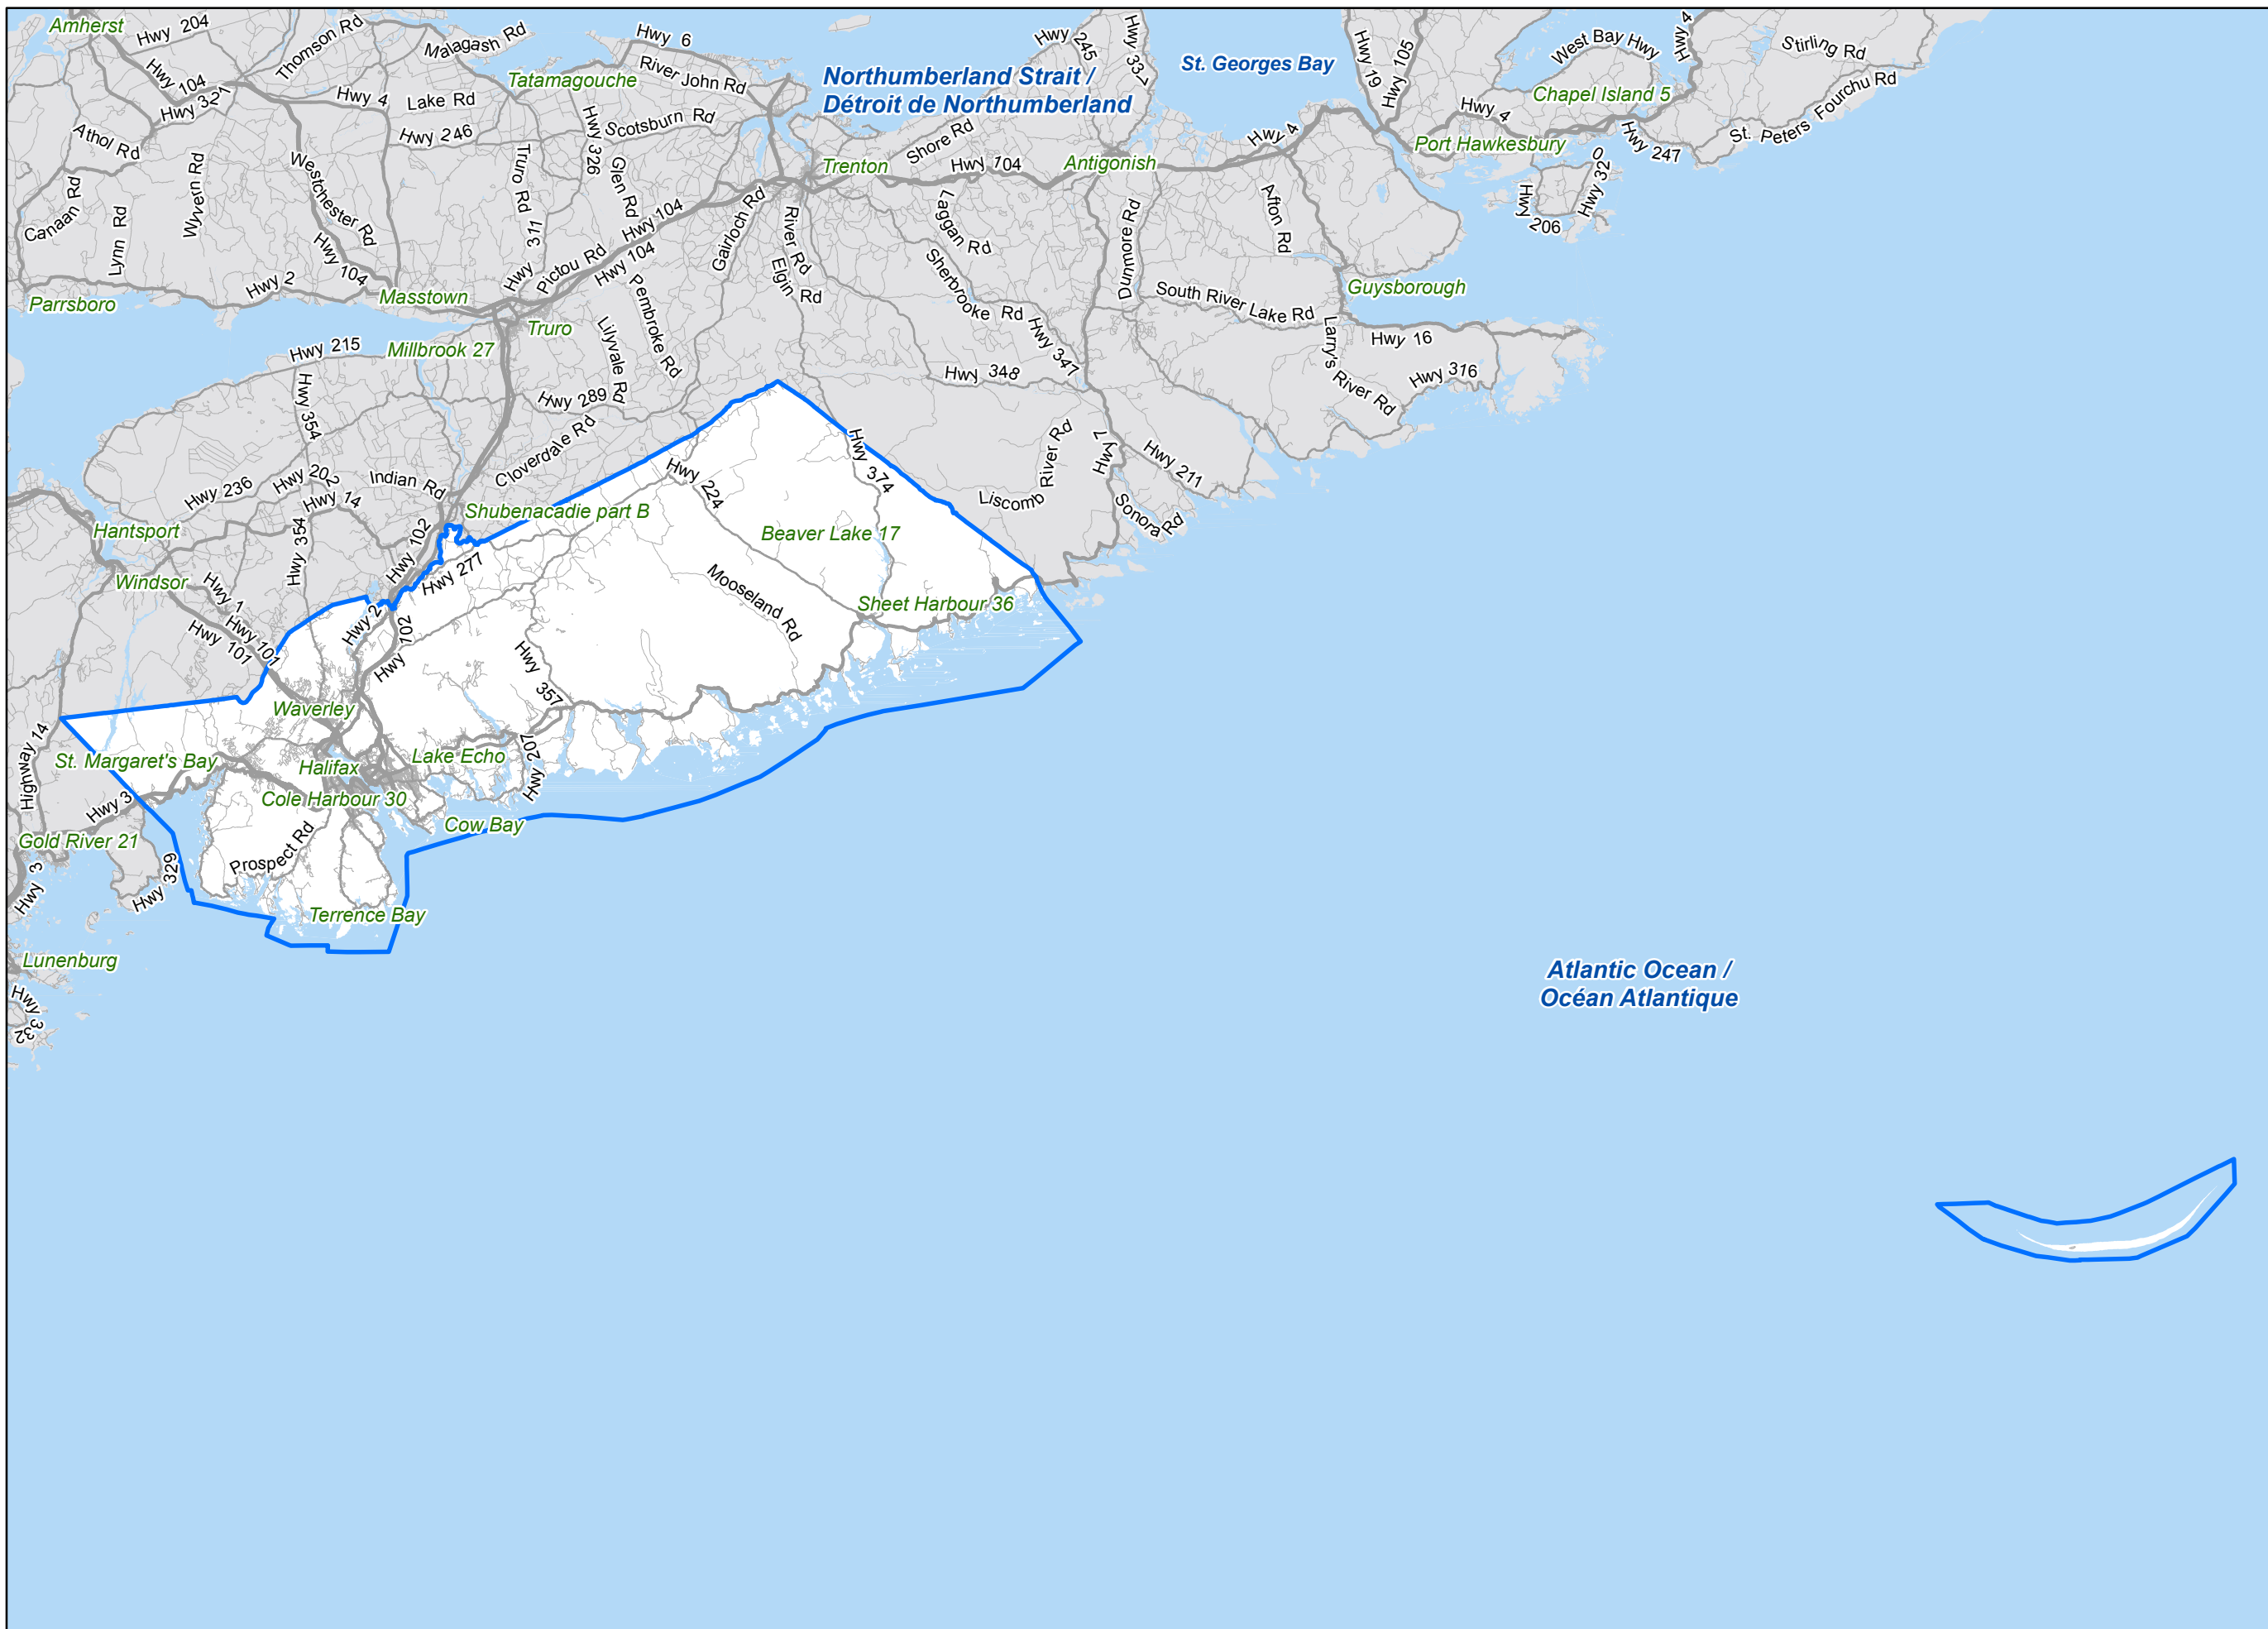 Amherst
Hwy 204
Thomson Rd
Malagash Rd
Hwy 6
River John Rd
Tatamagouche
Northumberland Strait /
Détroit de Northumberland
Hwy 245
Hwy 337
St. Georges Bay
Hwy 19
Hwy 105
West Bay Hwy
Hwy 4
Stirling Rd
Fourchu Rd
St. Peters
Chapel Island 5
Hwy 4
Port Hawkesbury
Hwy 247
Hwy 320
Hwy 206
Hwy 104
Hwy 321
Hwy 4
Lake Rd
Hwy 246
Hwy 326
Scotsburn Rd
Athol Rd
Wyvern Rd
Westchester Rd
Truro Rd
Glen Rd
Trenton
Shore Rd
Hwy 104
Antigonish
Hwy 4
Canaan Rd
Lynn Rd
Hwy 104
Hwy 2
Hwy 311
Pictou Rd
Hwy 104
Hwy 104
Gairloch Rd
River Rd
Elgin Rd
Laggan Rd
Sherbrooke Rd
Dunmore Rd
Afton Rd
South River Lake Rd
Guysborough
Parrsboro
Masstown
Truro
Millbrook 27
Lilyvale Rd
Pembroke Rd
Hwy 347
Larry's River Rd
Hwy 16
Hwy 316
Hwy 348
Hwy 215
Hwy 354
Hwy 289
Cloverdale Rd
Hwy 236
Hwy 202
Hwy 14
Indian Rd
Hwy 354
Hwy 102
Shubenacadie part B
Hwy 277
Hwy 224
Hwy 374
Beaver Lake 17
Liscomb River Rd
Hwy 7
Hwy 211
Sonora Rd
Hantsport
Windsor
Hwy 1
Hwy 101
Hwy 101
Hwy 2
Hwy 102
Mooseland Rd
Sheet Harbour 36
Hwy 357
Hwy 207
Waverley
Lake Echo
Halifax
St. Margaret's Bay
Highway 14
Hwy 3
Cole Harbour 30
Cow Bay
Gold River 21
Hwy 329
Prospect Rd
Hwy 3
Terrence Bay
Lunenburg
Hwy 332
Atlantic Ocean /
Océan Atlantique